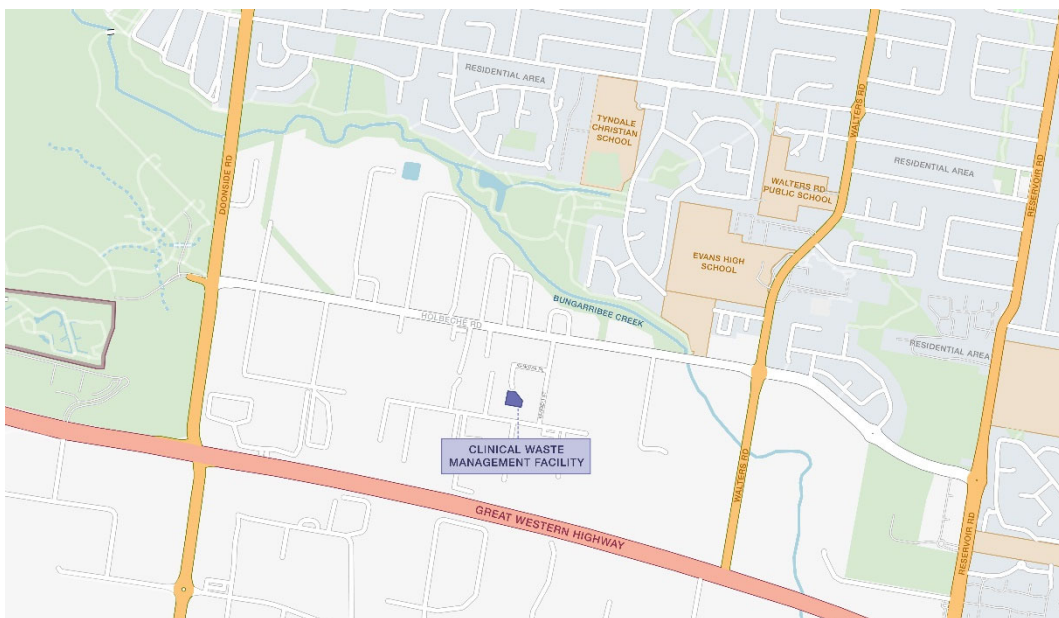 RESIDENTIAL AREA
TYNDALE
CHRISTIAN
SCHOOL
WALTERS RD
DOONSIDE RD
WALTERS RD
PUBLIC SCHOOL
RESIDENTIAL AREA
RESERVOIR RD
EVANS HIGH
SCHOOL
BUNGARRIBEE CREEK
HOLBECHE RD
RESIDENTIAL AREA
CLINICAL WASTE
MANAGEMENT FACILITY
WALTERS RD
GREAT WESTERN HIGHWAY
RESERVOIR RD